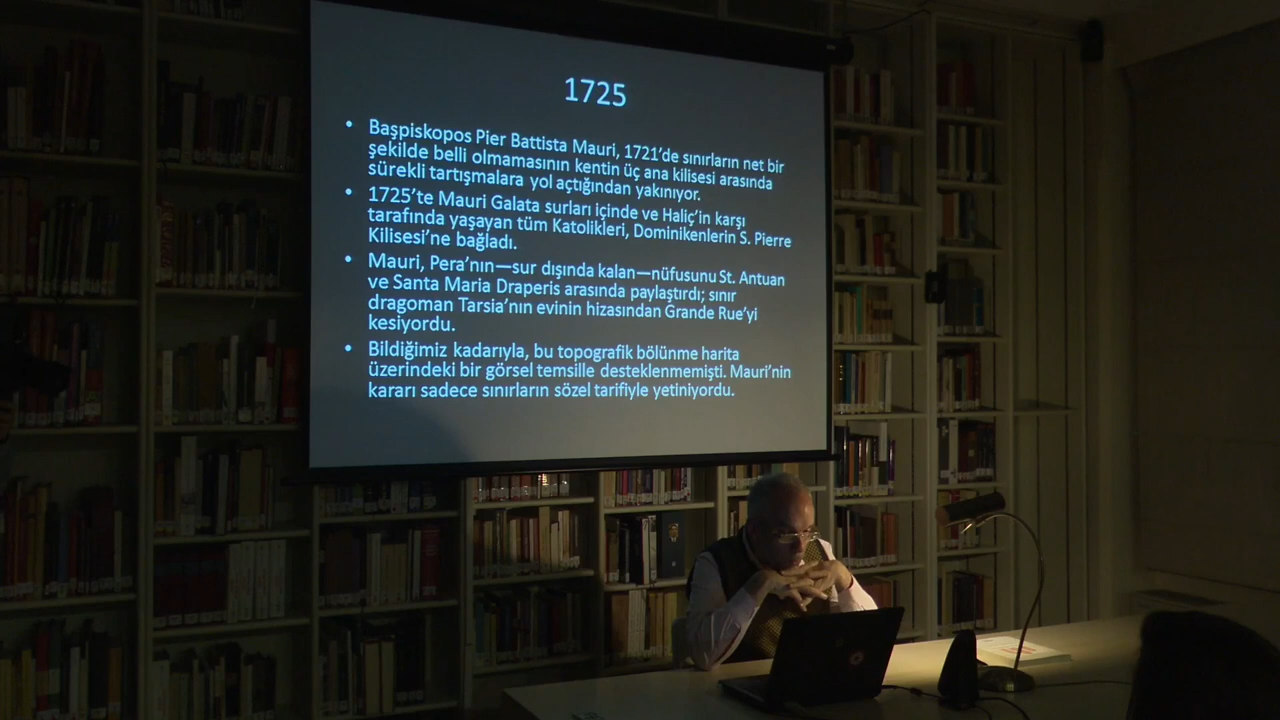 1725
• Başpiskopos Pier Battista Mauri, 1721’de sınırların net bir
şekilde belli olmamasının kentin üç ana kilisesi arasında
sürekli tartışmalara yol açtığından yakınıyor.
• 1725’te Mauri Galata surları içinde ve Haliç’in karşı
tarafında yaşayan tüm Katolikleri, Dominikenlerin S. Pierre
Kilisesi’ne bağladı.
• Mauri, Pera’nın—sur dışında kalan—nüfusunu St. Antuan
ve Santa Maria Draperis arasında paylaştırdı; sınır
dragoman Tarsia’nın evinin hizasından Grande Rue’yi
kesiyordu.
• Bildiğimiz kadarıyla, bu topografik bölünme harita
üzerindeki bir görsel temsille desteklenmemişti. Mauri’nin
kararı sadece sınırların sözel tarifiyle yetiniyordu.